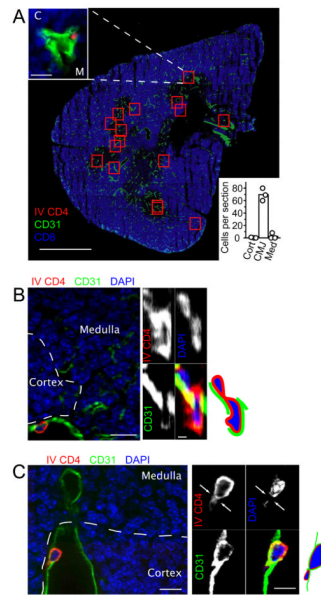 A
C
M
IV CD4
CD31
CD8
Cells per section
80
60
40
20
0
Cort
CMJ
Med
B
IV CD4 CD31 DAPI
Medulla
Cortex
IV CD4
DAPI
CD31
C
IV CD4 CD31 DAPI
Medulla
Cortex
IV CD4
DAPI
CD31